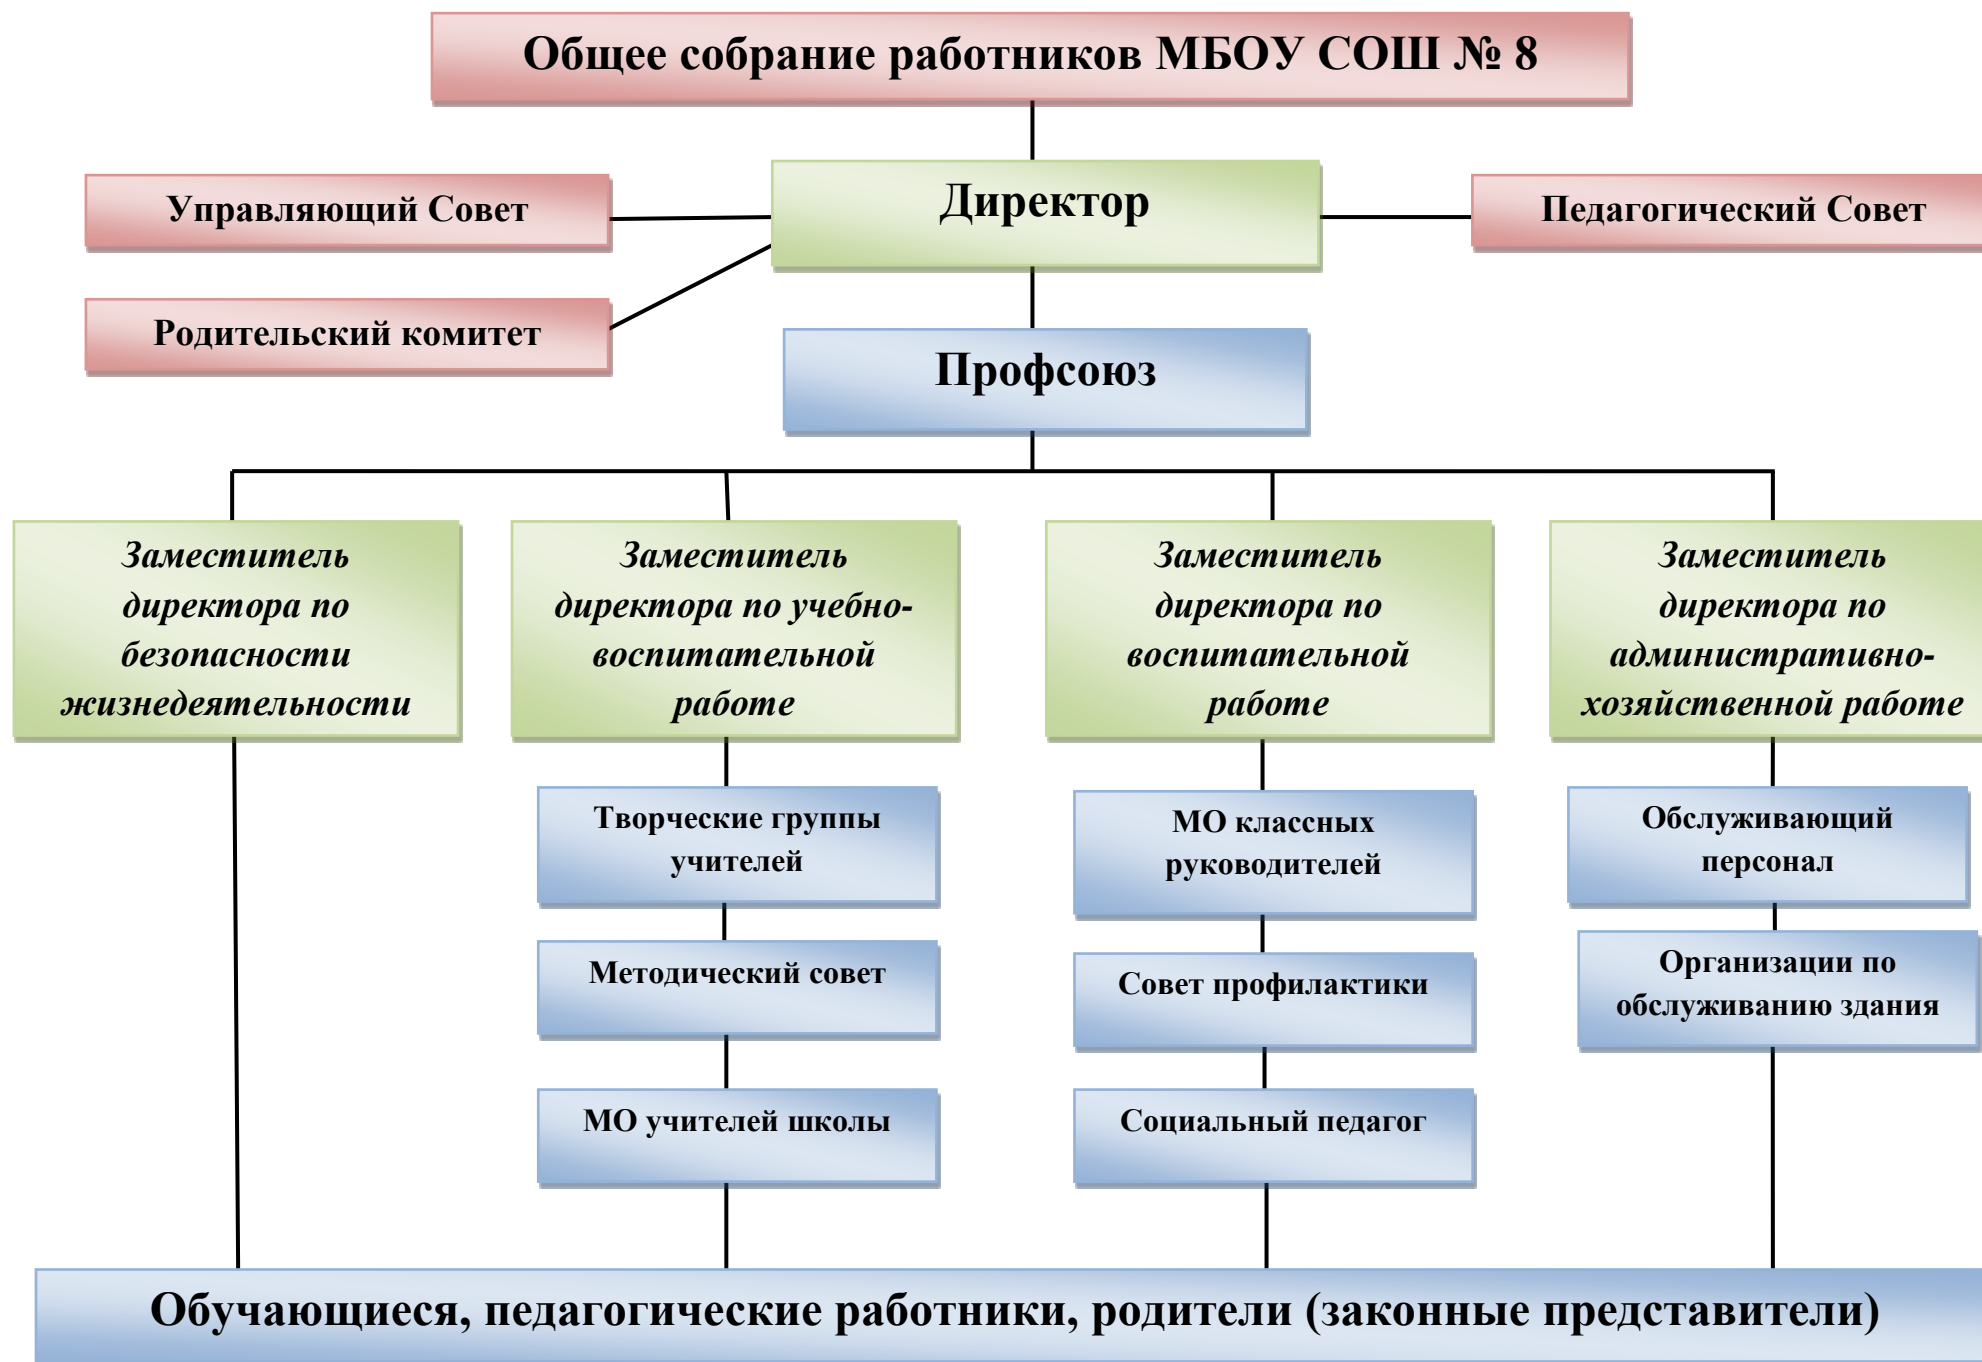 Общее собрание работников МБОУ СОШ № 8
Управляющий Совет
Директор
Педагогический Совет
Родительский комитет
Профсоюз
Заместитель
директора по
безопасности
жизнедеятельности
Заместитель
директора по учебно-
воспитательной
работе
Заместитель
директора по
воспитательной
работе
Заместитель
директора по
административно-
хозяйственной работе
Творческие группы
учителей
Методический совет
МО учителей школы
МО классных
руководителей
Совет профилактики
Социальный педагог
Обслуживающий
персонал
Организации по
обслуживанию здания
Обучающиеся, педагогические работники, родители (законные представители)